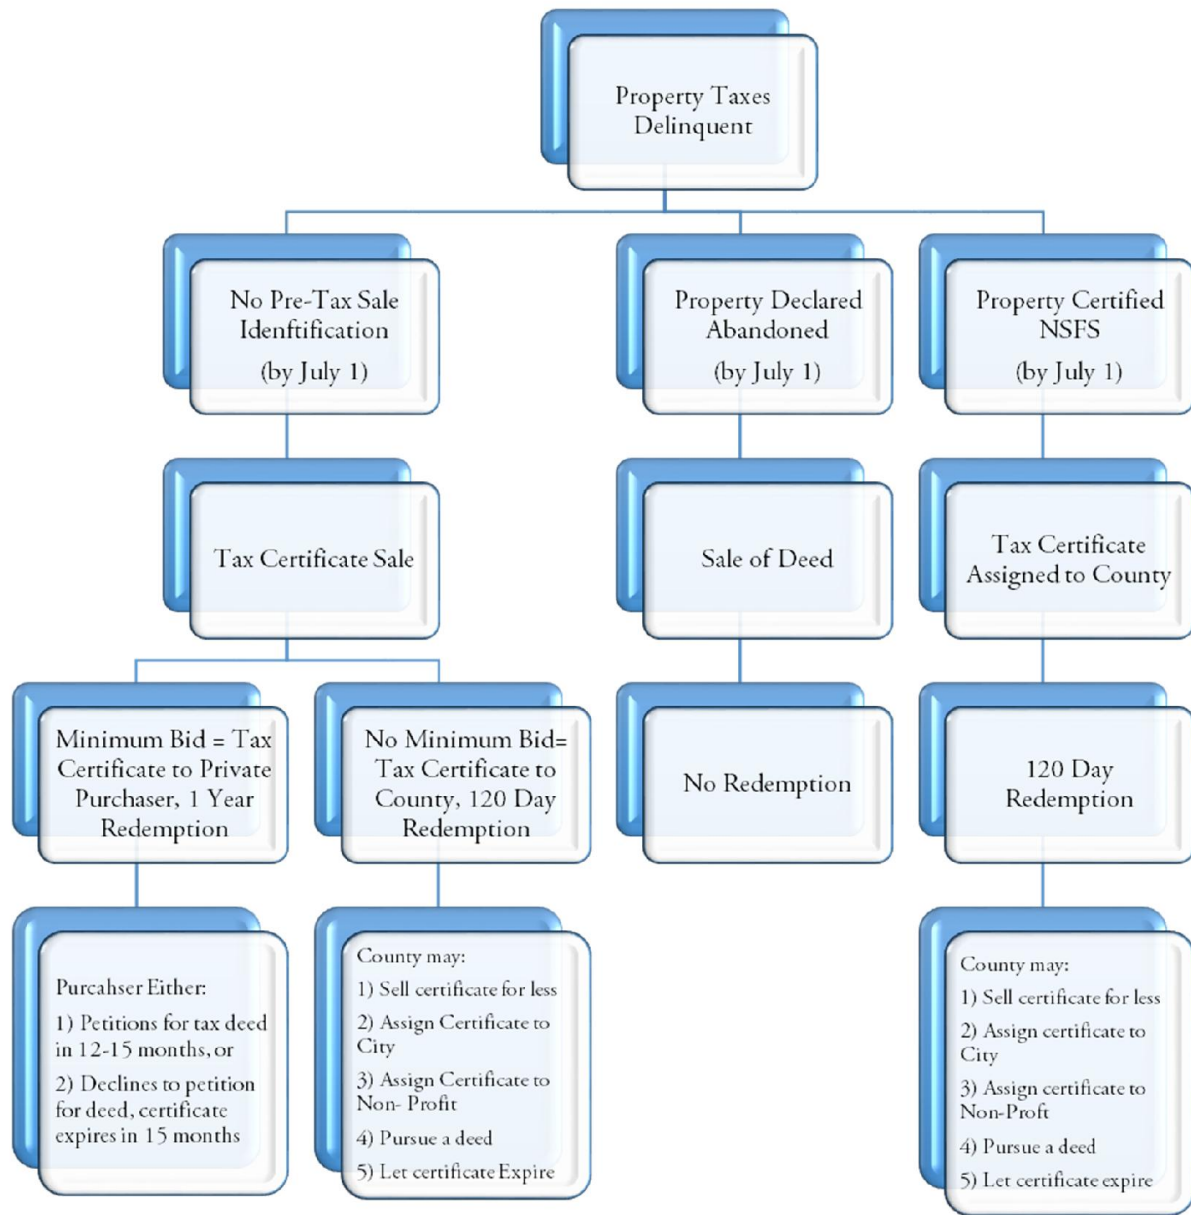 Property Taxes
Delinquent
No Pre-Tax Sale
Idenftification
(by July 1)
Property Declared
Abandoned
(by July 1)
Property Certified
NSFS
(by July 1)
Tax Certificate Sale
Sale of Deed
Tax Certificate
Assigned to County
Minimum Bid = Tax
Certificate to Private
Purchaser, 1 Year
Redemption
No Minimum Bid=
Tax Certificate to
County, 120 Day
Redemption
No Redemption
120 Day
Redemption
Purcahser Either:
1) Petitions for tax deed
in 12-15 months, or
2) Declines to petition
for deed, certificate
expires in 15 months
County may:
1) Sell certificate for less
2) Assign Certificate to
City
3) Assign Certificate to
Non- Profit
4) Pursue a deed
5) Let certificate Expire
County may:
1) Sell certificate for less
2) Assign certificate to
City
3) Assign certificate to
Non-Proft
4) Pursue a deed
5) Let certificate expire